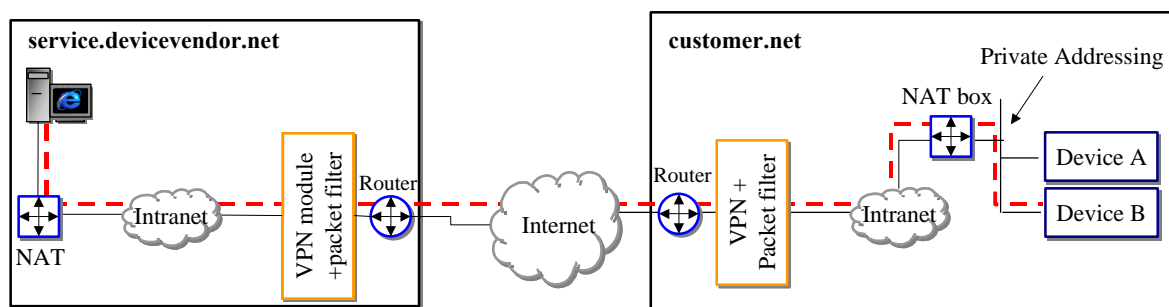 service.devicevendor.net
NAT
Intranet
VPN module
+packet filter
Router
Internet
customer.net
Router
VPN +
Packet filter
Intranet
NAT box
Private Addressing
Device A
Device B